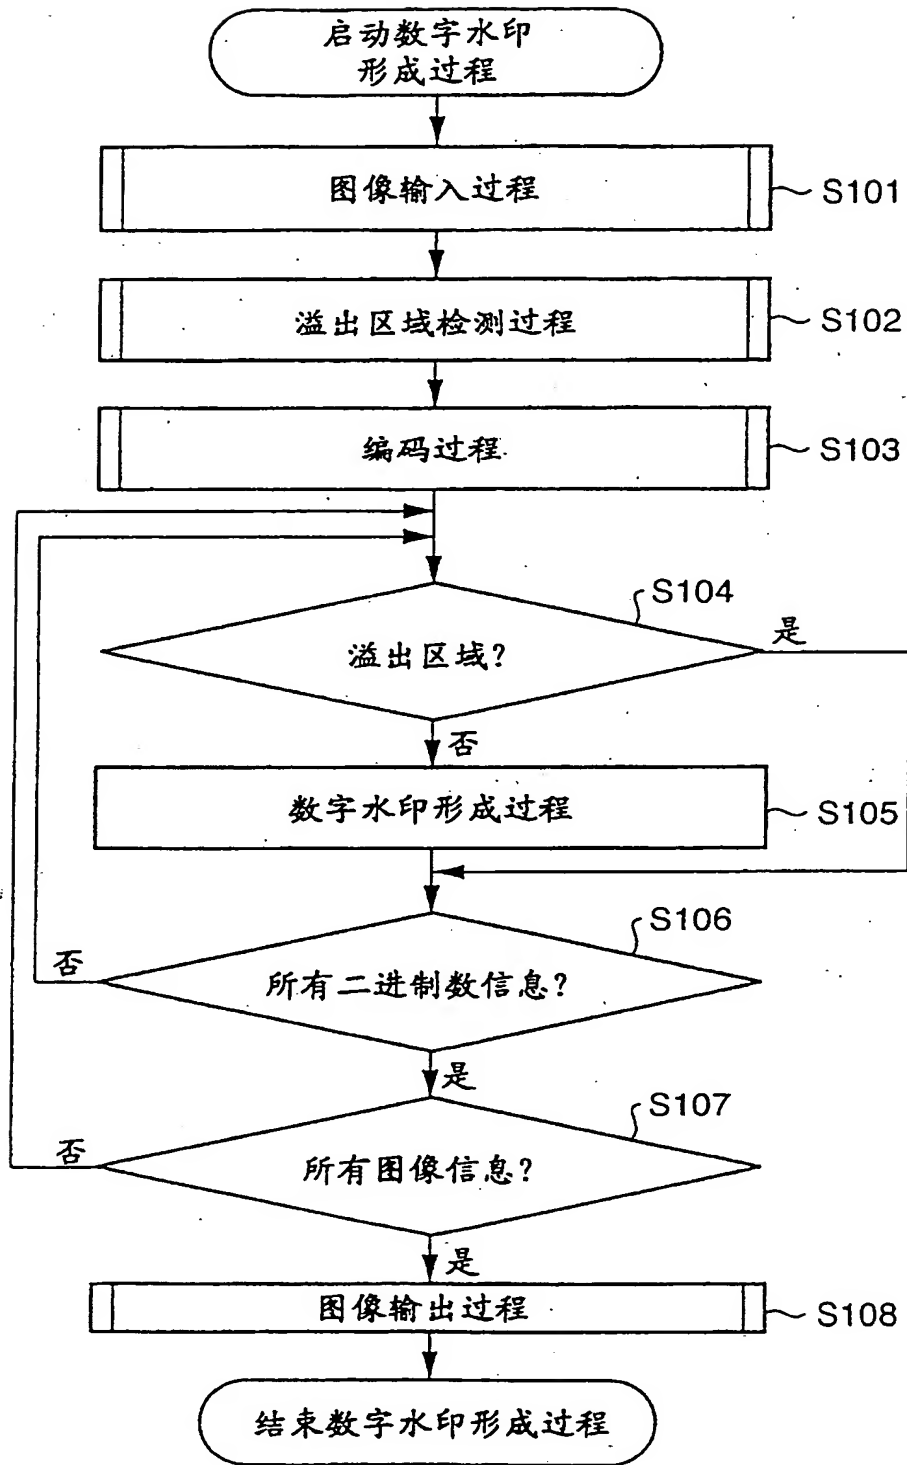 启动数字水印
形成过程
图像输入过程
S101
溢出区域检测过程
S102
编码过程
S103
S104
溢出区域?
是
否
数字水印形成过程
S105
S106
所有二进制数信息?
否
是
S107
所有图像信息?
否
是
图像输出过程
S108
结束数字水印形成过程